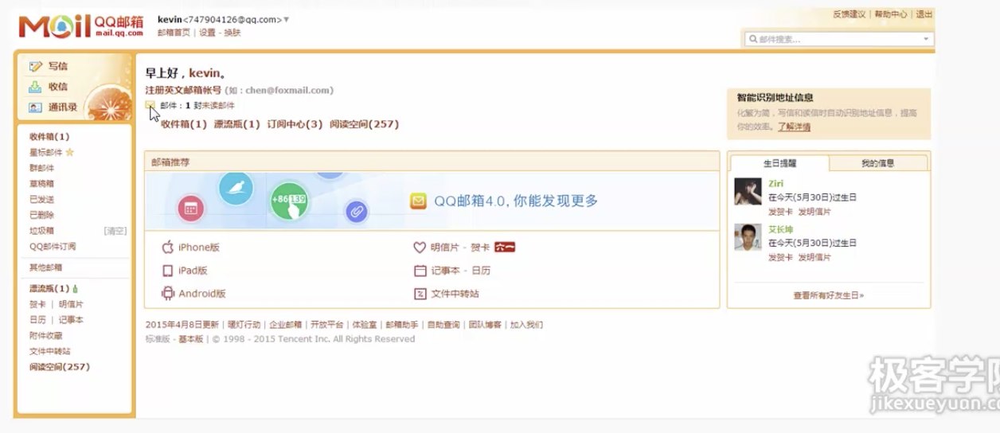 Mail QQ邮箱 mail.qq.com
kevin<747904126@qq.com>▼
邮箱首页 | 设置 - 换肤
反馈建议 | 帮助中心 | 退出
邮件搜索...
写信
收信
通讯录
收件箱(1)
星标邮件
群邮件
草稿箱
已发送
已删除
垃圾箱 [清空]
QQ邮件订阅
其他邮箱
漂流瓶(1)
贺卡 | 明信片
日历 | 记事本
附件收藏
文件中转站
阅读空间(257)
早上好，kevin。
注册英文邮箱帐号 (如：chen@foxmail.com)
邮件：1 封未读邮件
收件箱(1) 漂流瓶(1) 订阅中心(3) 阅读空间(257)
邮箱推荐
+86139
QQ邮箱4.0, 你能发现更多
iPhone版
明信片 - 贺卡 六一
iPad版
记事本 - 日历
Android版
文件中转站
2015年4月8日更新 | 暖灯行动 | 企业邮箱 | 开放平台 | 体验室 | 邮箱助手 | 自助查询 | 团队博客 | 加入我们
标准版 - 基本版 | © 1998 - 2015 Tencent Inc. All Rights Reserved
智能识别地址信息
化繁为简，写信和读信时自动识别地址信息，提高
你的效率。了解详情
生日提醒 我的信息
Ziri
在今天(5月30日)过生日
发贺卡 发明信片
艾长坤
在今天(5月30日)过生日
发贺卡 发明信片
查看所有好友生日»
极客学院
jikexueyuan.co